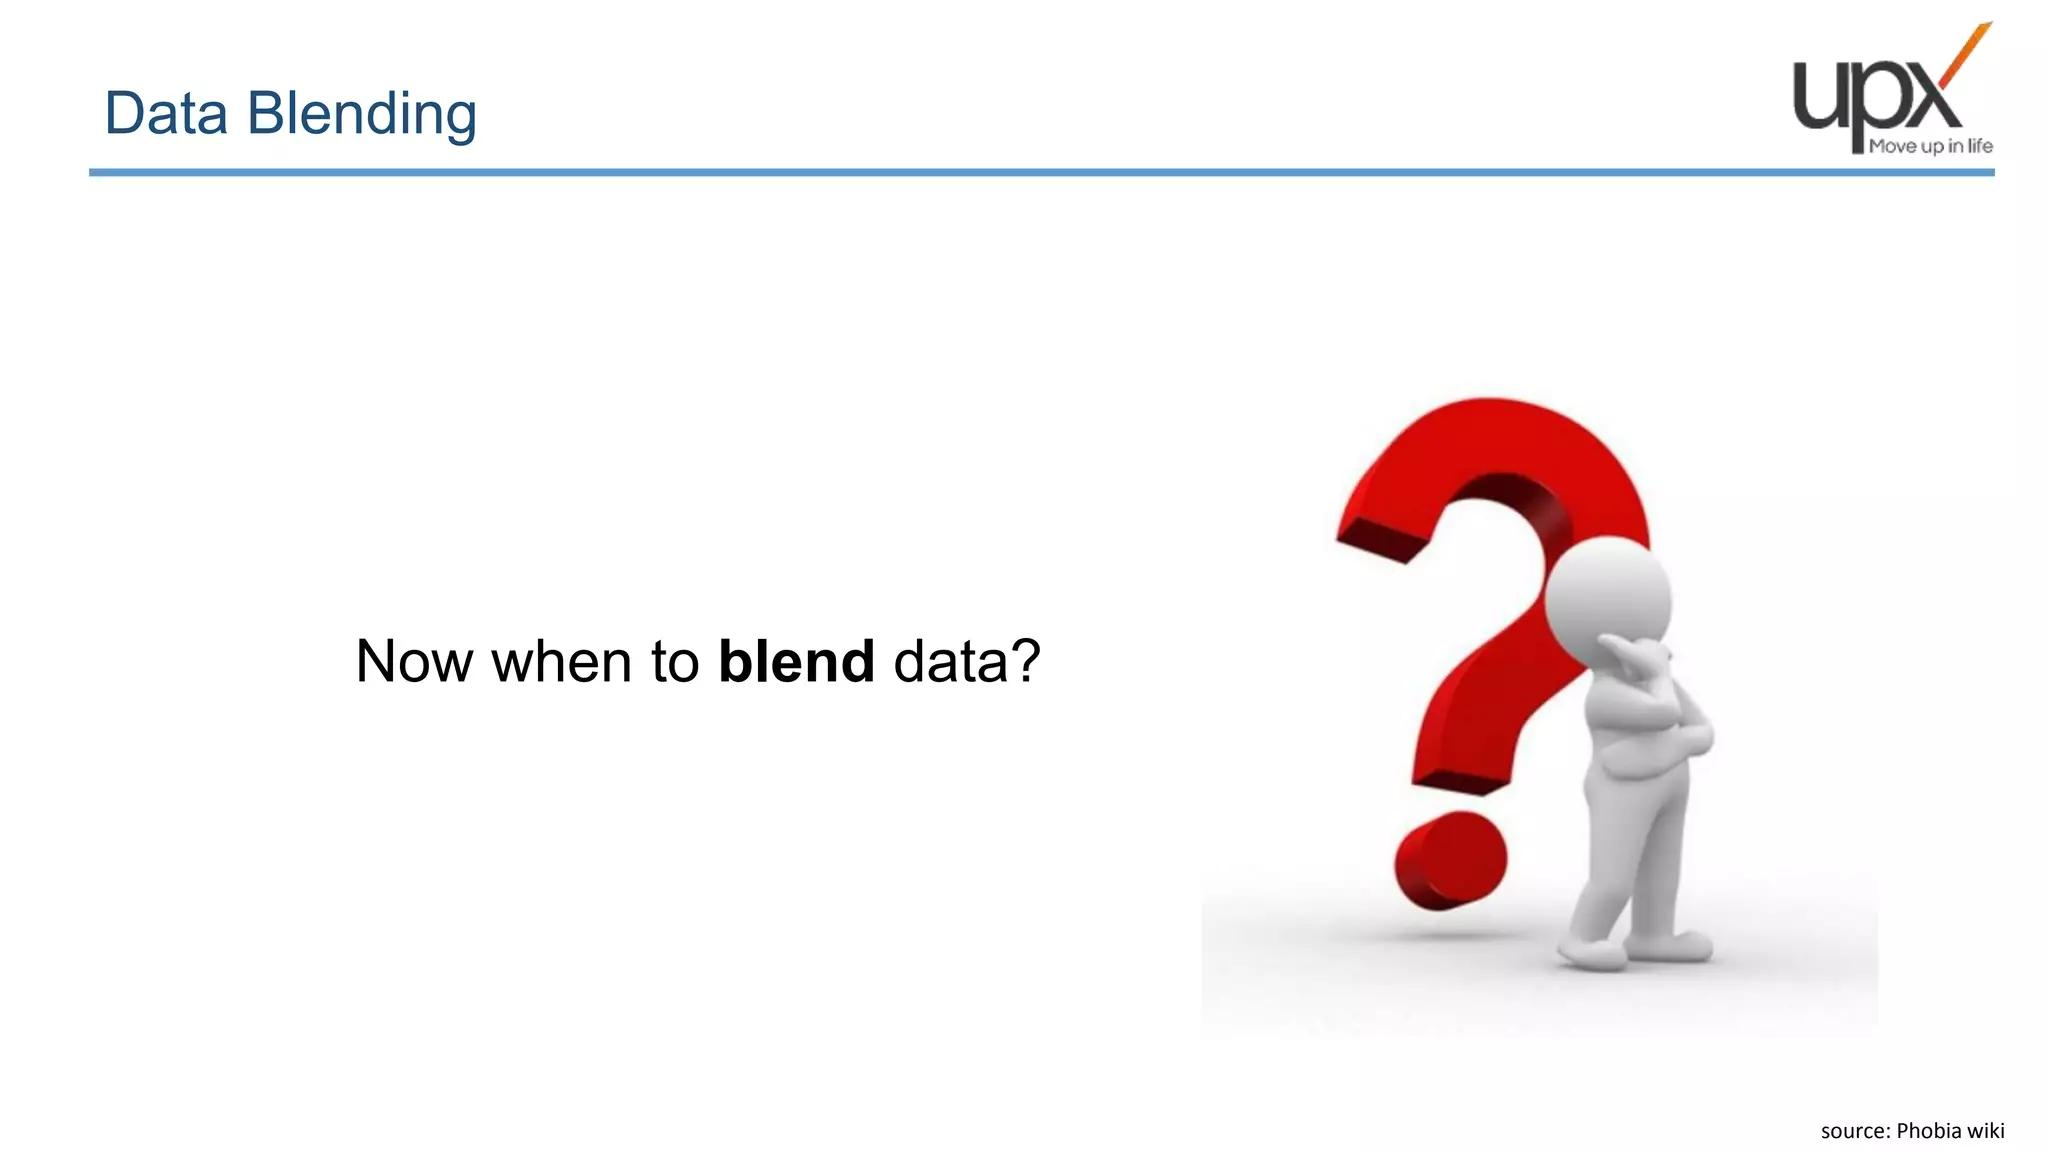 Data Blending
upx
Move up in life
Now when to blend data?
source: Phobia wiki